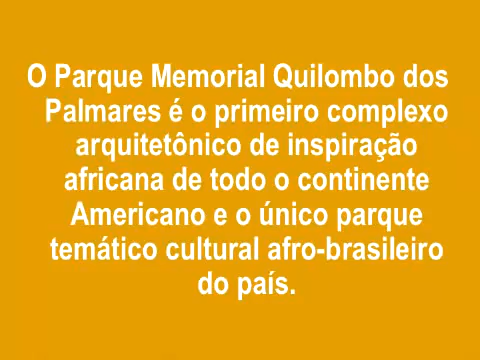 O Parque Memorial Quilombo dos
Palmares é o primeiro complexo
arquitetônico de inspiração
africana de todo o continente
Americano e o único parque
temático cultural afro-brasileiro
do país.